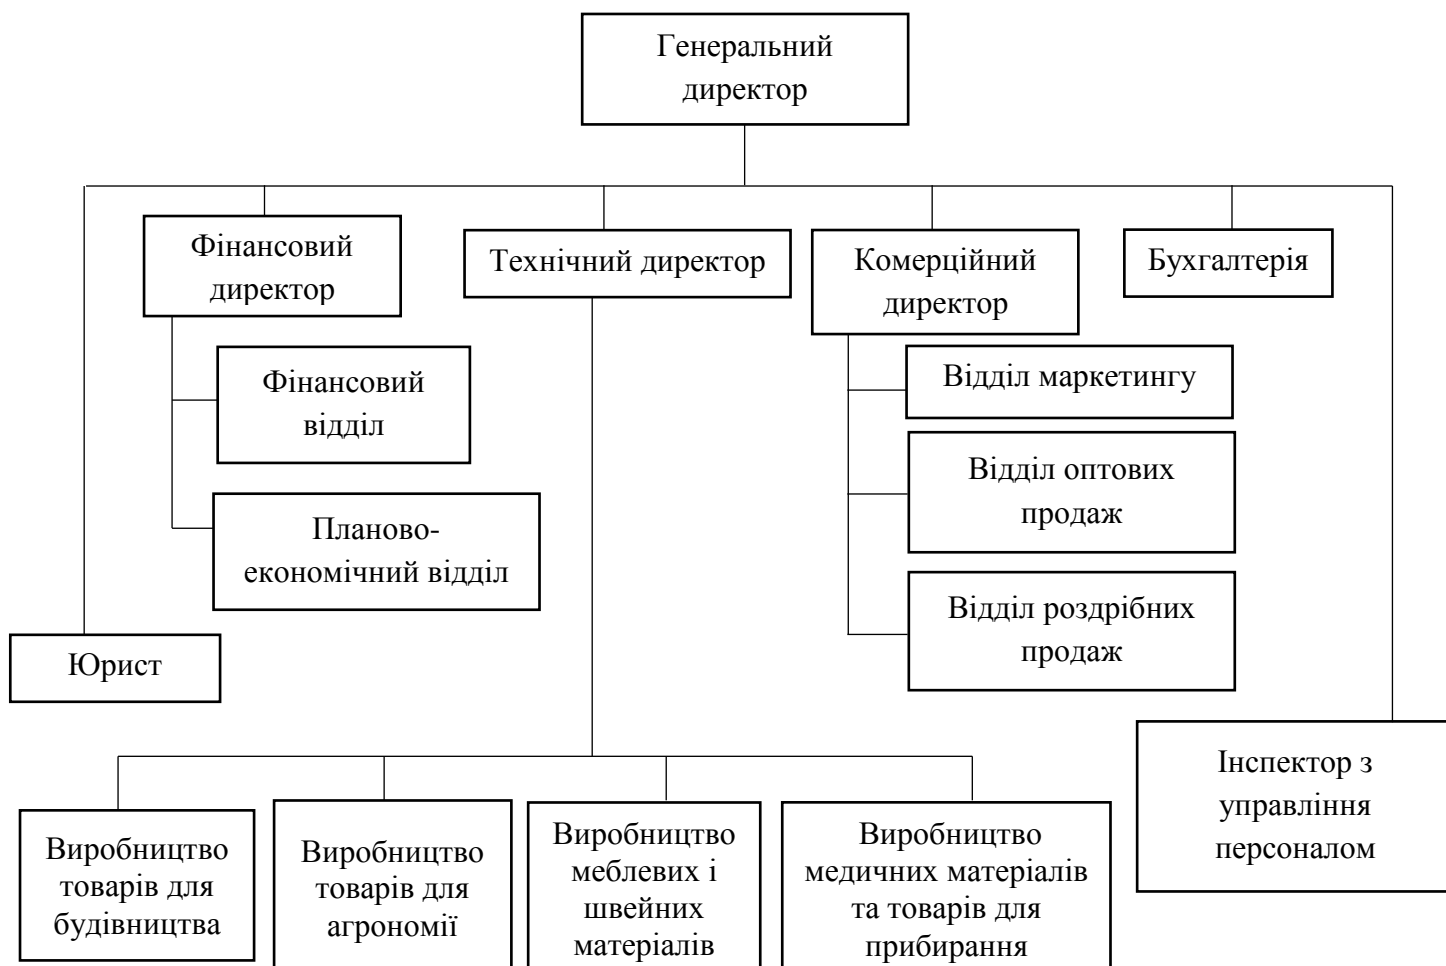 Генеральний
директор
Фінансовий
директор
Технічний директор
Комерційний
директор
Бухгалтерія
Фінансовий
відділ
Відділ маркетингу
Відділ оптових
продаж
Планово-
економічний відділ
Відділ роздрібних
продаж
Юрист
Інспектор з
управління
персоналом
Виробництво
товарів для
будівництва
Виробництво
товарів для
агрономії
Виробництво
меблевих і
швейних
матеріалів
Виробництво
медичних матеріалів
та товарів для
прибирання